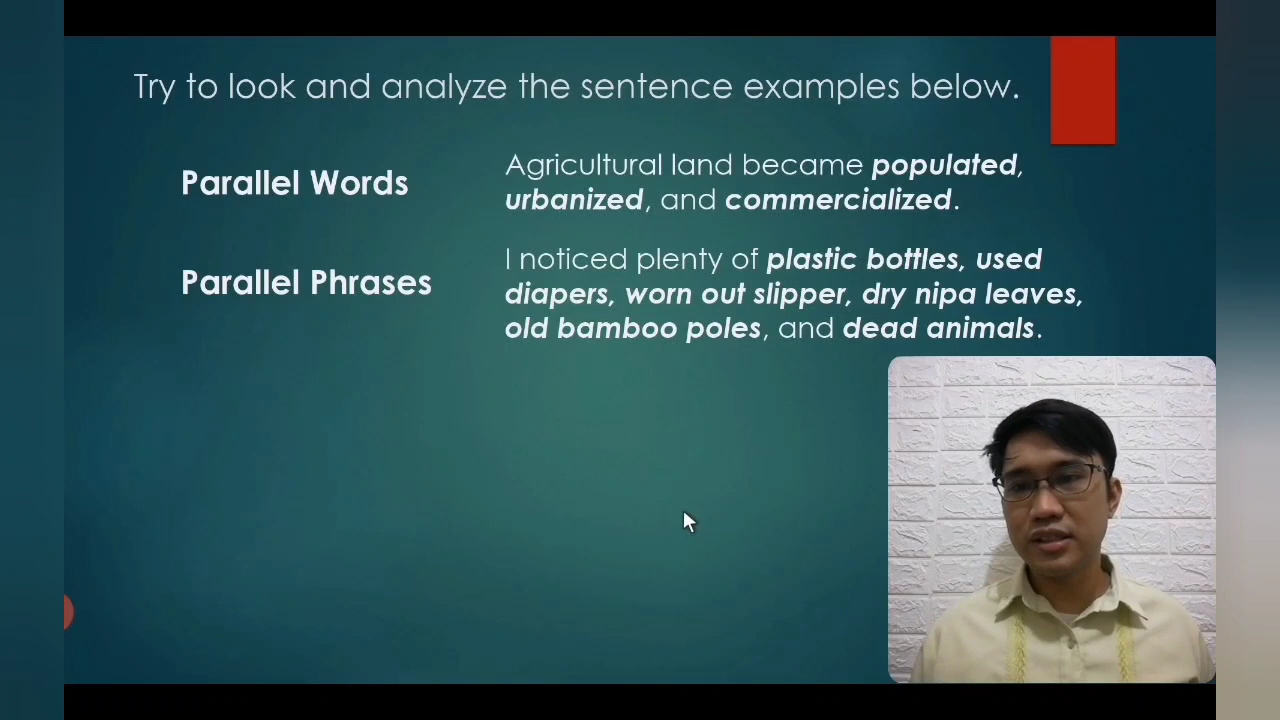 Try to look and analyze the sentence examples below.
Parallel Words
Agricultural land became populated,
urbanized, and commercialized.
Parallel Phrases
I noticed plenty of plastic bottles, used
diapers, worn out slipper, dry nipa leaves,
old bamboo poles, and dead animals.